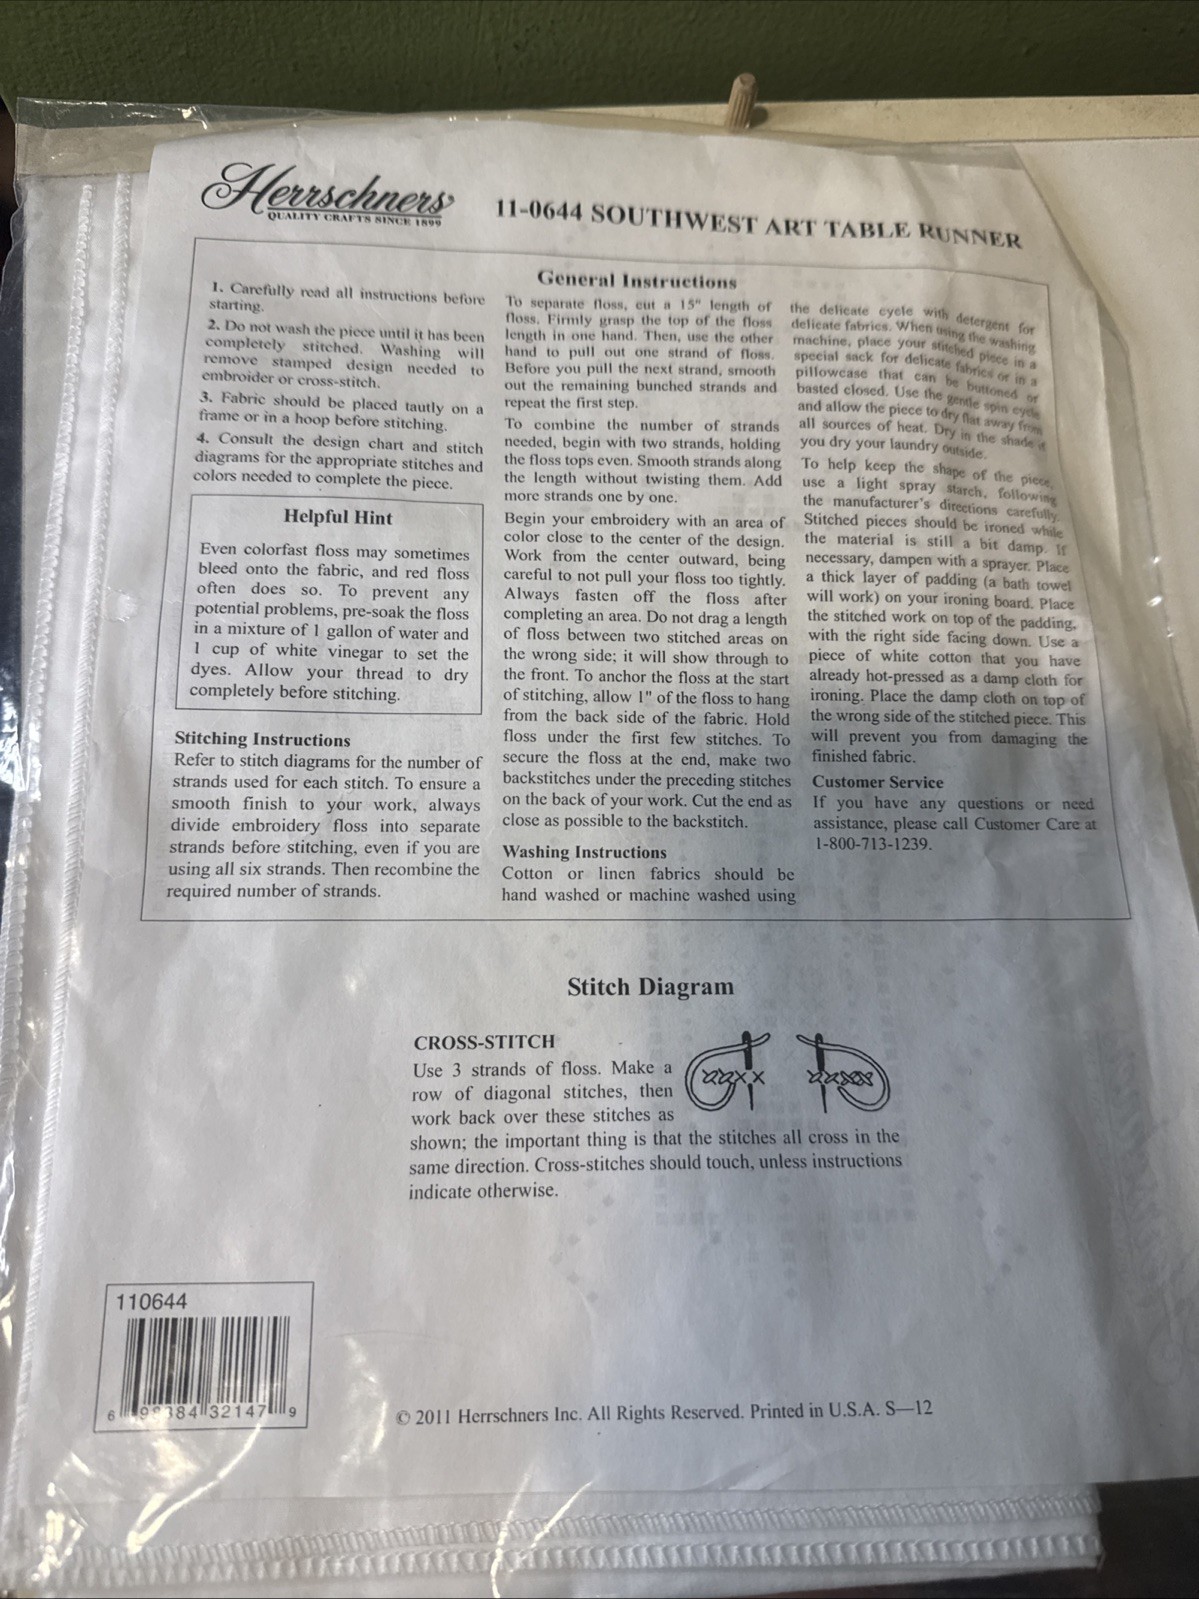 Herrschners
QUALITY CRAFTS SINCE 1899
11-0644 SOUTHWEST ART TABLE RUNNER
General Instructions
1. Carefully read all instructions before
starting.
2. Do not wash the piece until it has been
completely stitched. Washing will
remove stamped design needed to
embroider or cross-stitch.
3. Fabric should be placed tautly on a
frame or in a hoop before stitching.
4. Consult the design chart and stitch
diagrams for the appropriate stitches and
colors needed to complete the piece.
Helpful Hint
Even colorfast floss may sometimes
bleed onto the fabric, and red floss
often does so. To prevent any
potential problems, pre-soak the floss
in a mixture of 1 gallon of water and
1 cup of white vinegar to set the
dyes. Allow your thread to dry
completely before stitching.
Stitching Instructions
Refer to stitch diagrams for the number of
strands used for each stitch. To ensure a
smooth finish to your work, always
divide embroidery floss into separate
strands before stitching, even if you are
using all six strands. Then recombine the
required number of strands.
To separate floss, cut a 15" length of
floss. Firmly grasp the top of the floss
length in one hand. Then, use the other
hand to pull out one strand of floss.
Before you pull the next strand, smooth
out the remaining bunched strands and
repeat the first step.
To combine the number of strands
needed, begin with two strands, holding
the floss tops even. Smooth strands along
the length without twisting them. Add
more strands one by one.
Begin your embroidery with an area of
color close to the center of the design.
Work from the center outward, being
careful to not pull your floss too tightly.
Always fasten off the floss after
completing an area. Do not drag a length
of floss between two stitched areas on
the wrong side; it will show through to
the front. To anchor the floss at the start
of stitching, allow 1" of the floss to hang
from the back side of the fabric. Hold
floss under the first few stitches. To
secure the floss at the end, make two
backstitches under the preceding stitches
on the back of your work. Cut the end as
close as possible to the backstitch.
Washing Instructions
Cotton or linen fabrics should be
hand washed or machine washed using
the delicate cycle with detergent for
delicate fabrics. When using the washing
machine, place your stitched piece in a
special sack for delicate fabrics or in a
pillowcase that can be buttoned or
basted closed. Use the gentle spin cycle
and allow the piece to dry flat away from
all sources of heat. Dry in the shade if
you dry your laundry outside.
To help keep the shape of the piece,
use a light spray starch, following
the manufacturer's directions carefully.
Stitched pieces should be ironed while
the material is still a bit damp. If
necessary, dampen with a sprayer. Place
a thick layer of padding (a bath towel
will work) on your ironing board. Place
the stitched work on top of the padding,
with the right side facing down. Use a
piece of white cotton that you have
already hot-pressed as a damp cloth for
ironing. Place the damp cloth on top of
the wrong side of the stitched piece. This
will prevent you from damaging the
finished fabric.
Customer Service
If you have any questions or need
assistance, please call Customer Care at
1-800-713-1239.
Stitch Diagram
CROSS-STITCH
Use 3 strands of floss. Make a
row of diagonal stitches, then
work back over these stitches as
shown; the important thing is that the stitches all cross in the
same direction. Cross-stitches should touch, unless instructions
indicate otherwise.
110644
6 32147 9
© 2011 Herrschners Inc. All Rights Reserved. Printed in U.S.A. S—12